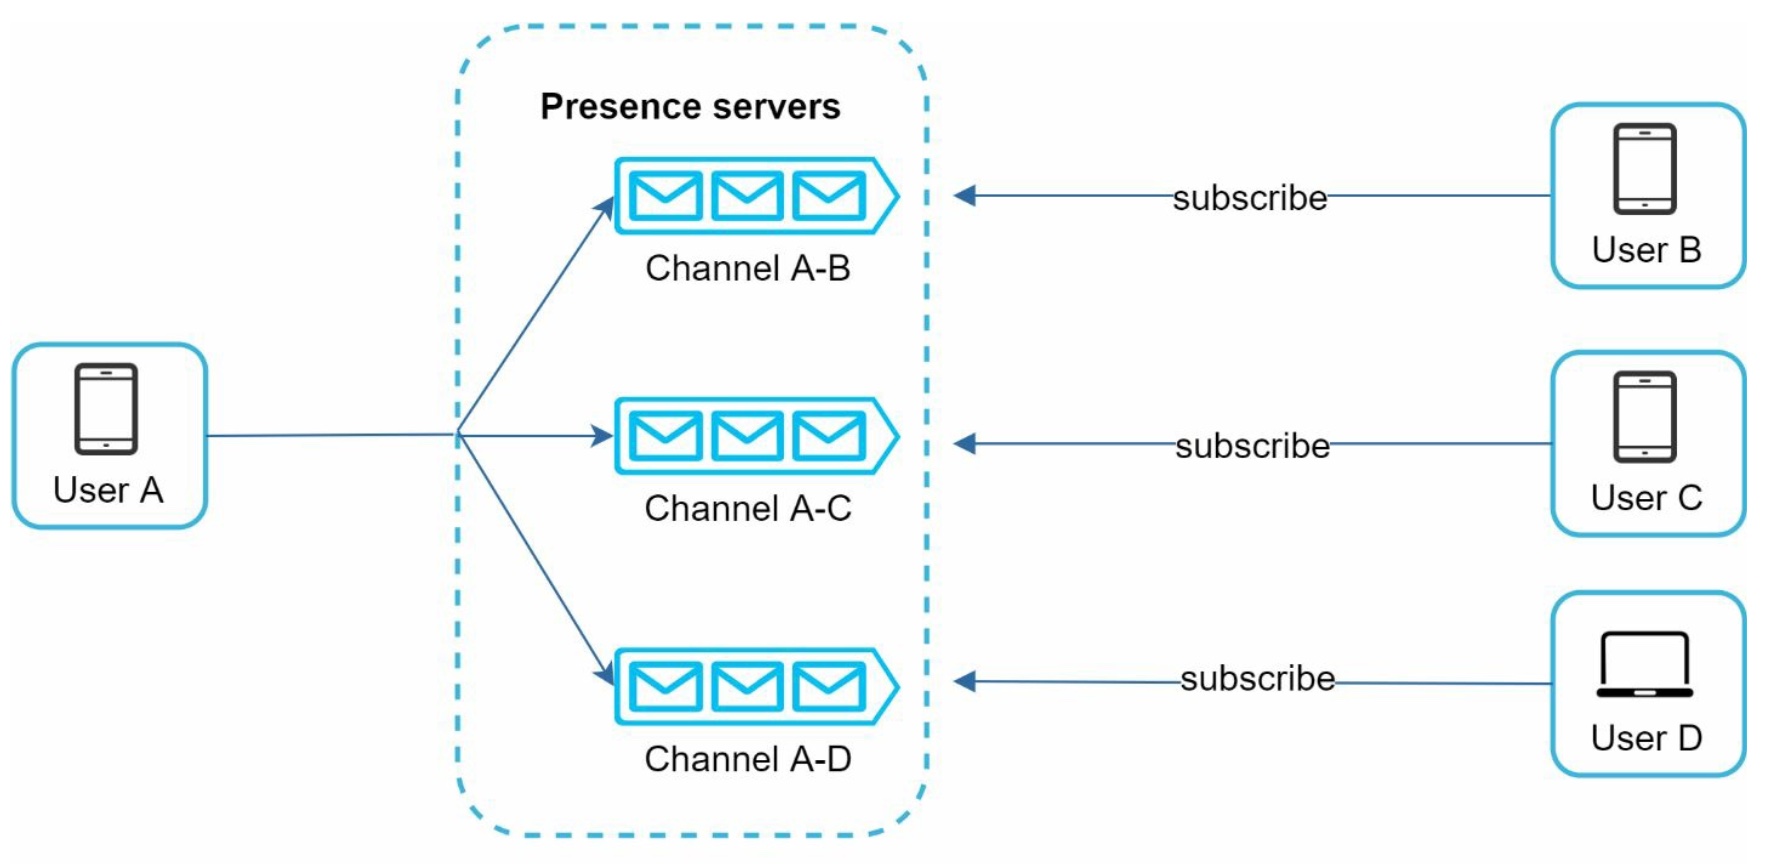 Presence servers
subscribe
User B
Channel A-B
User A
subscribe
User C
Channel A-C
subscribe
User D
Channel A-D